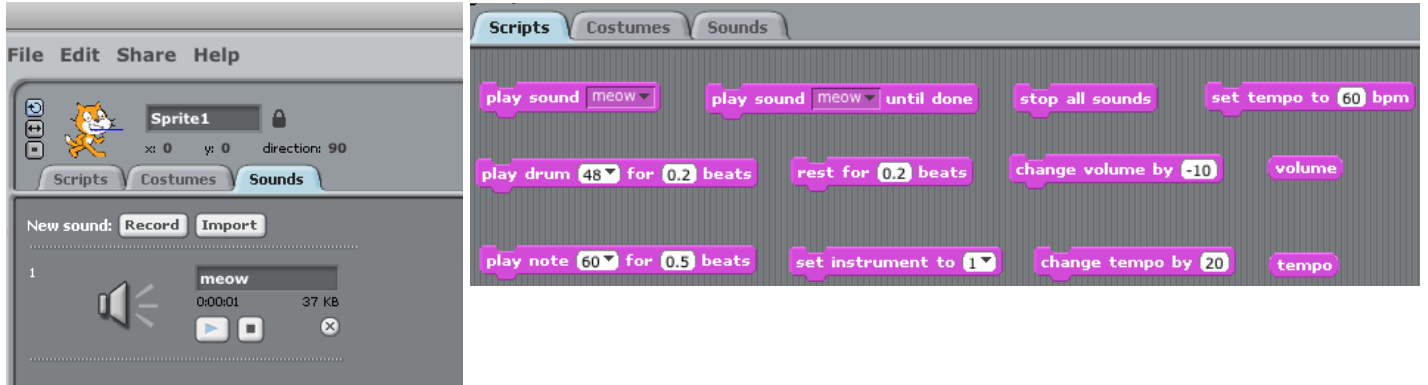 File Edit Share Help
Sprite1
x: 0 y: 0 direction: 90
Scripts Costumes Sounds
New sound: Record Import
1
meow
0:00:01 37 KB
Scripts Costumes Sounds
play sound meow play sound meow until done stop all sounds set tempo to 60 bpm
play drum 48 for 0.2 beats rest for 0.2 beats change volume by -10 volume
play note 60 for 0.5 beats set instrument to 1 change tempo by 20 tempo